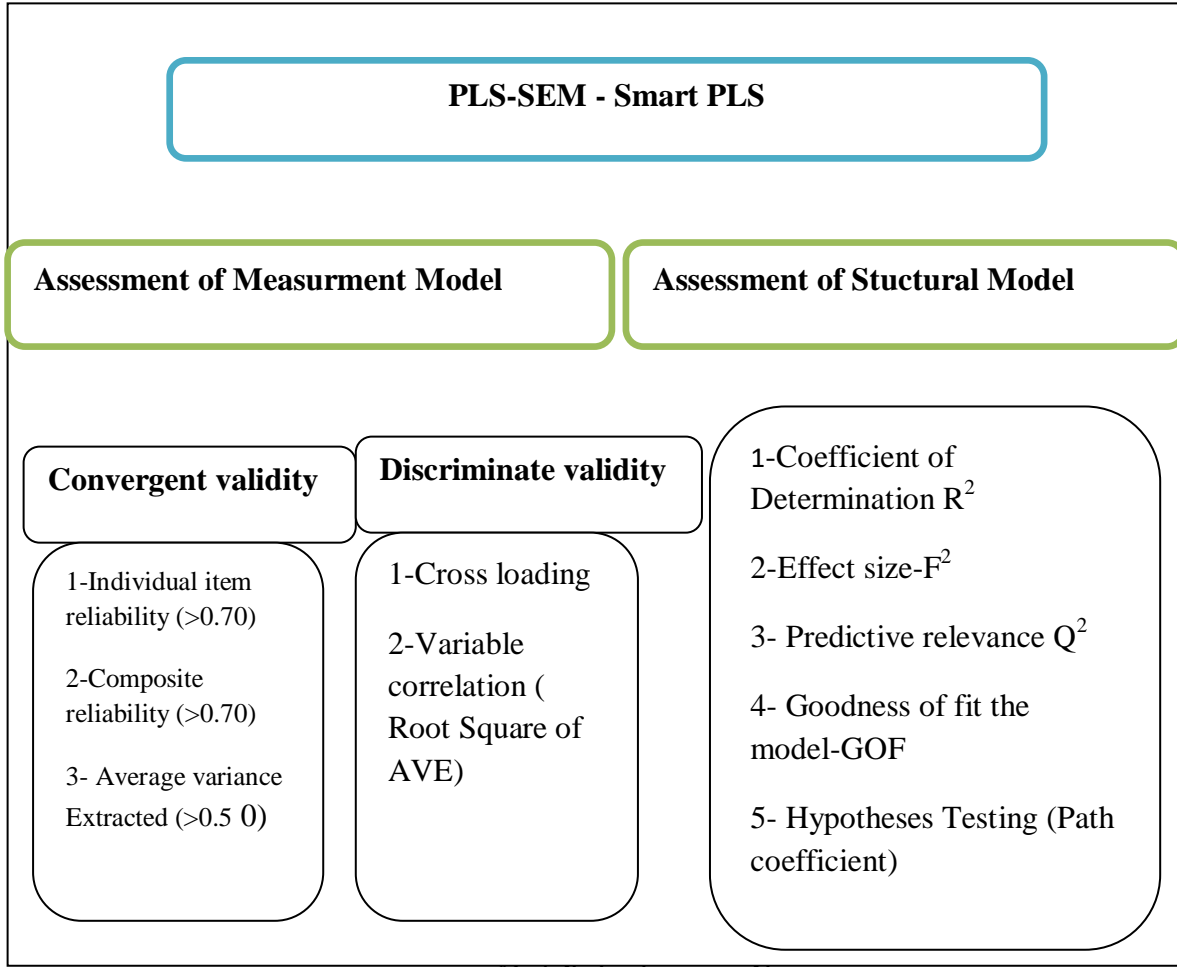 PLS-SEM - Smart PLS
Assessment of Measurment Model
Assessment of Stuctural Model
Convergent validity
1-Individual item
reliability (>0.70)
2-Composite
reliability (>0.70)
3- Average variance
Extracted (>0.5 0)
Discriminate validity
1-Cross loading
2-Variable
correlation (
Root Square of
AVE)
1-Coefficient of
Determination R²
2-Effect size-F²
3- Predictive relevance Q²
4- Goodness of fit the
model-GOF
5- Hypotheses Testing (Path
coefficient)